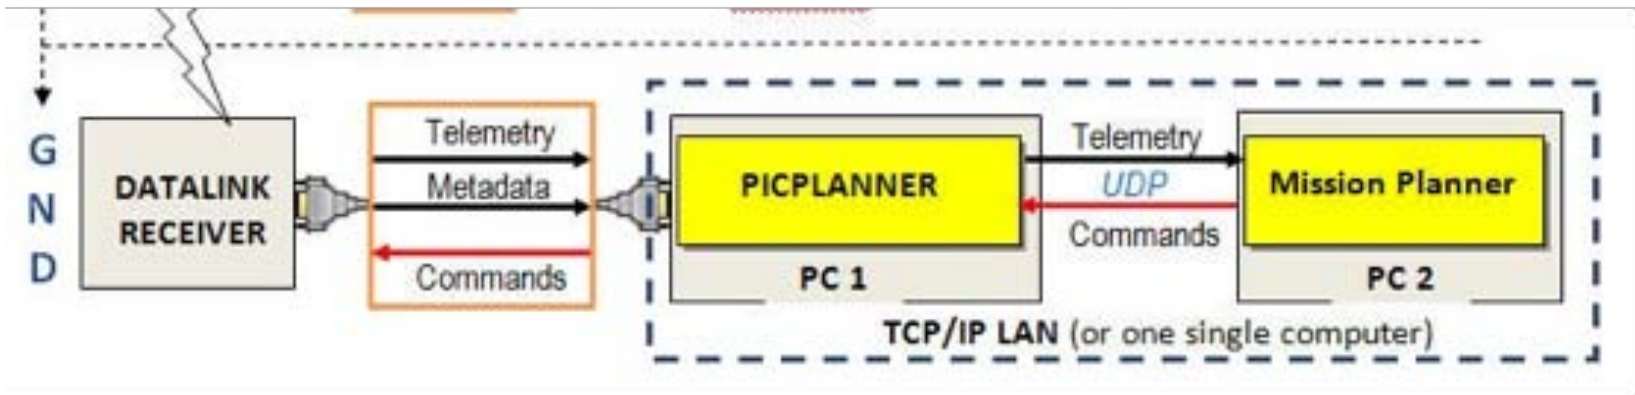 G
N
D
DATALINK
RECEIVER
Telemetry
Metadata
Commands
PICPLANNER
PC 1
Telemetry
UDP
Commands
Mission Planner
PC 2
TCP/IP LAN (or one single computer)